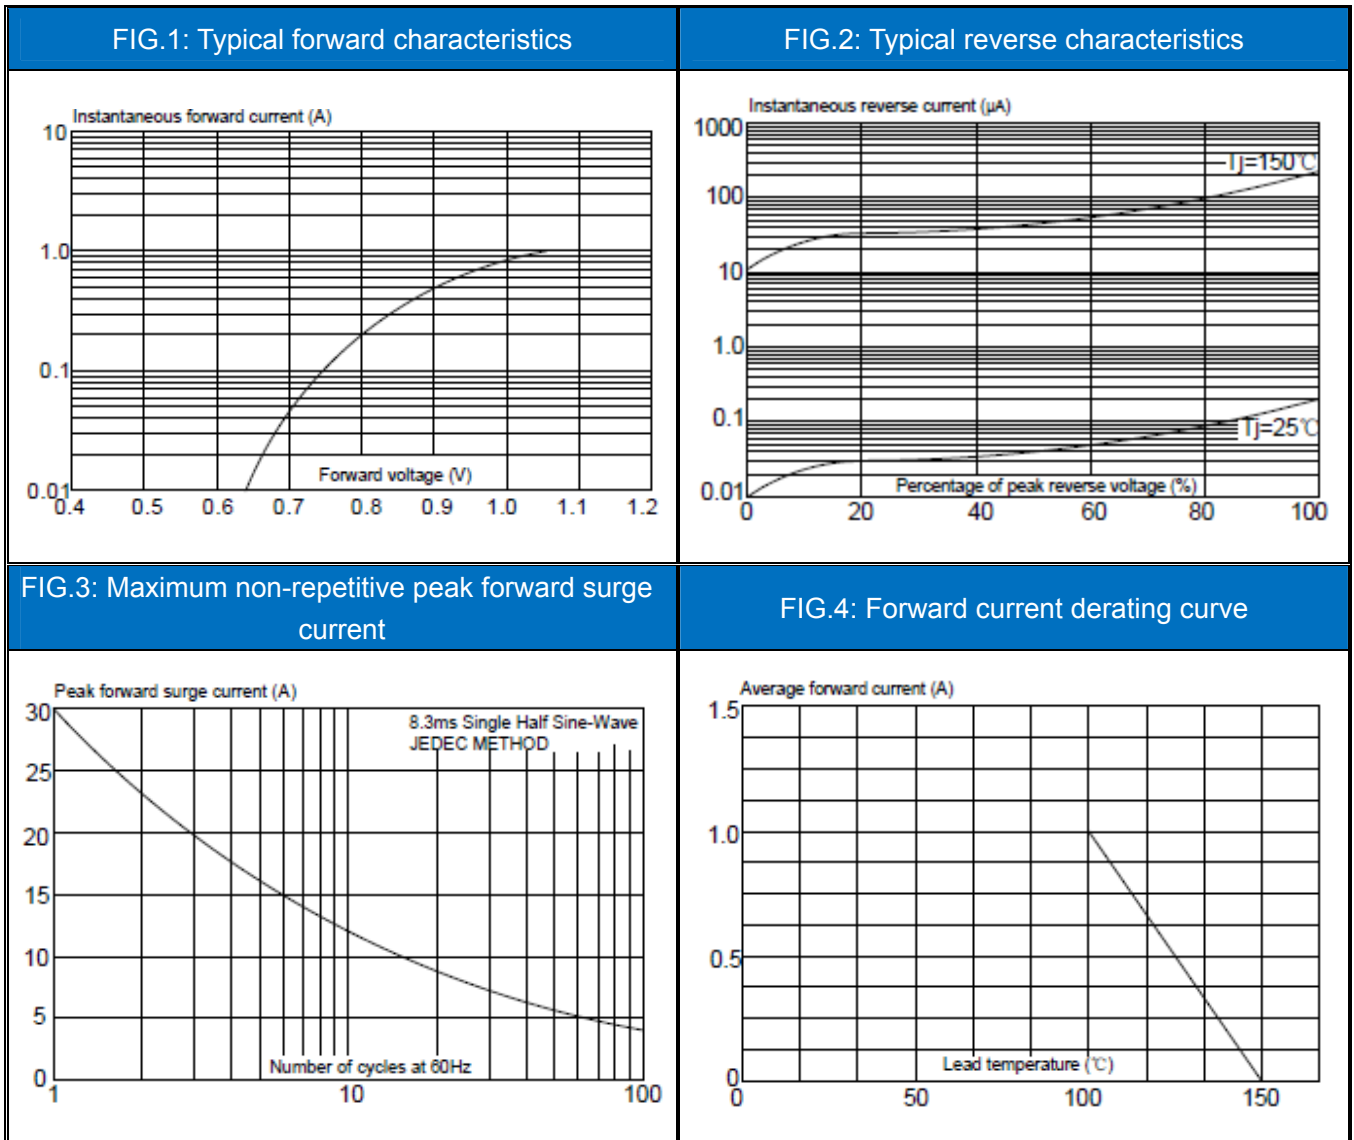 FIG.1: Typical forward characteristics
Instantaneous forward current (A)
10
1.0
0.1
0.01
Forward voltage (V)
0.4 0.5 0.6 0.7 0.8 0.9 1.0 1.1 1.2
FIG.2: Typical reverse characteristics
Instantaneous reverse current (μA)
1000
Tj=150℃
100
10
1.0
0.1
Tj=25℃
0.01
Percentage of peak reverse voltage (%)
0 20 40 60 80 100
FIG.3: Maximum non-repetitive peak forward surge
current
Peak forward surge current (A)
30
8.3ms Single Half Sine-Wave
JEDEC METHOD
25
20
15
10
5
0
Number of cycles at 60Hz
1 10 100
FIG.4: Forward current derating curve
Average forward current (A)
1.5
1.0
0.5
0
Lead temperature (℃)
0 50 100 150